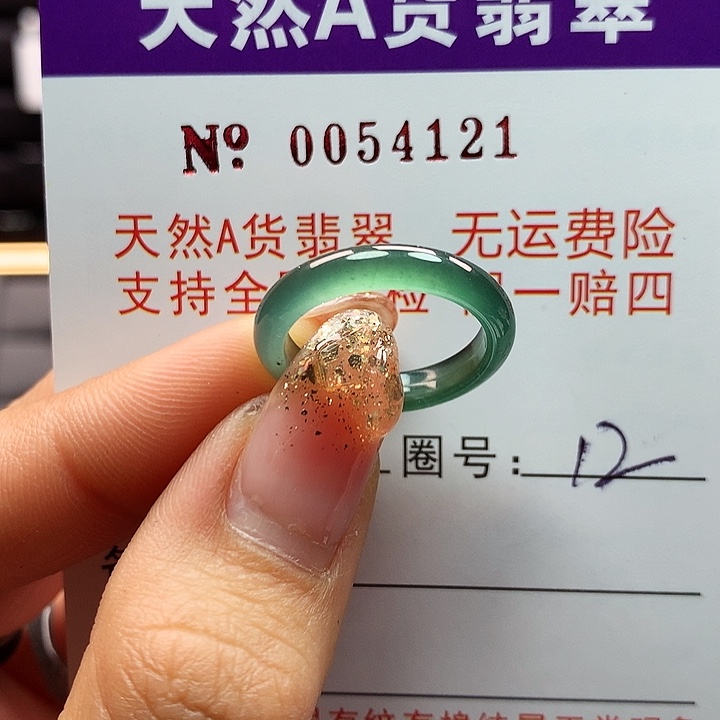 天然A货翡翠
Nº 0054121
天然A货翡翠 无运费险
支持全 检 一赔四
圈号: 12